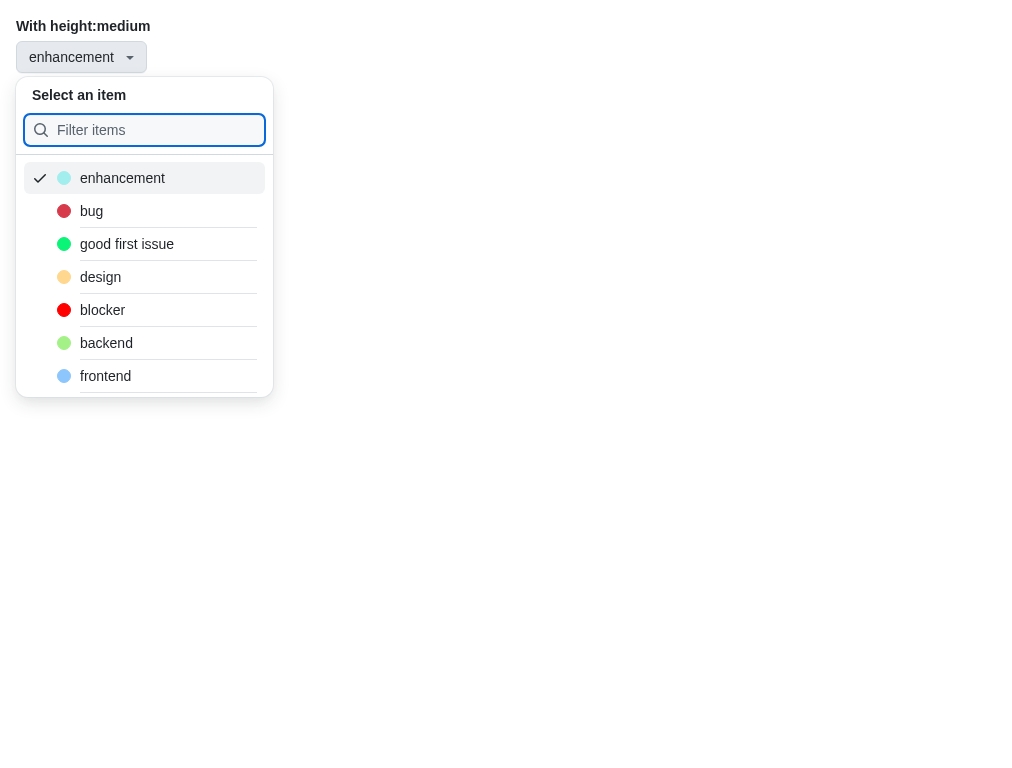 With height:medium
enhancement
Select an item
Filter items
enhancement
bug
good first issue
design
blocker
backend
frontend